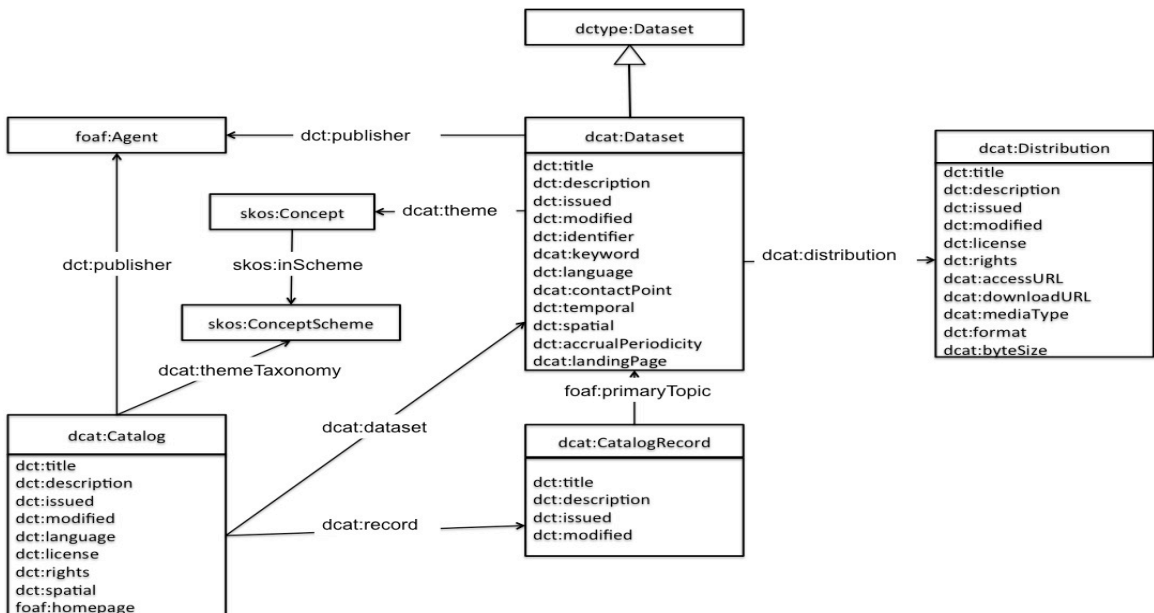 dctype:Dataset
foaf:Agent
dct:publisher
dcat:Dataset
dct:title
dct:description
dct:issued
dct:modified
dct:identifier
dcat:keyword
dct:language
dcat:contactPoint
dct:temporal
dct:spatial
dct:accrualPeriodicity
dcat:landingPage
dcat:Distribution
dct:title
dct:description
dct:issued
dct:modified
dct:license
dct:rights
dcat:accessURL
dcat:downloadURL
dcat:mediaType
dct:format
dcat:byteSize
skos:Concept
dcat:theme
dcat:distribution
dct:publisher
skos:inScheme
skos:ConceptScheme
dcat:themeTaxonomy
foaf:primaryTopic
dcat:Catalog
dct:title
dct:description
dct:issued
dct:modified
dct:language
dct:license
dct:rights
dct:spatial
foaf:homepage
dcat:dataset
dcat:record
dcat:CatalogRecord
dct:title
dct:description
dct:issued
dct:modified